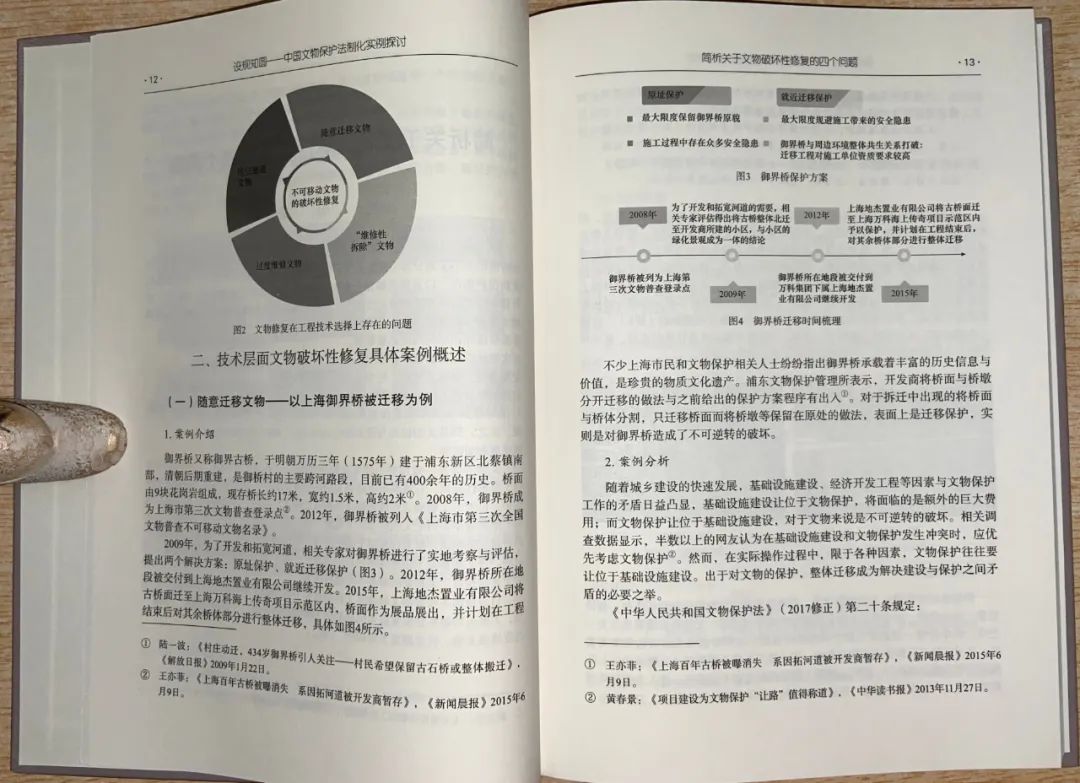 ·12·
设规知圆——中国文物保护法制化实例探讨
随意迁移文物
文物
不可移动文物
的破坏性修复
“维修性
拆除”文物
过度维修文物
图2 文物修复在工程技术选择上存在的问题
二、技术层面文物破坏性修复具体案例概述
（一）随意迁移文物——以上海御界桥被迁移为例
1. 案例介绍
御界桥又称御界古桥，于明朝万历三年（1575年）建于浦东新区北蔡镇南
部，清朝后期重建，是御桥村的主要跨河路段，目前已有400余年的历史。桥面
由9块花岗岩组成，现存桥长约17米，宽约1.5米，高约2米①。2008年，御界桥成
为上海市第三次文物普查登录点②。2012年，御界桥被列入《上海市第三次全国
文物普查不可移动文物名录》。
2009年，为了开发和拓宽河道，相关专家对御界桥进行了实地考察与评估，
提出两个解决方案：原址保护、就近迁移保护（图3）。2012年，御界桥所在地
段被交付到上海地杰置业有限公司继续开发。2015年，上海地杰置业有限公司将
古桥面迁至上海万科海上传奇项目示范区内，桥面作为展品展出，并计划在工程
结束后对其余桥体部分进行整体迁移，具体如图4所示。
① 陆一波：《村庄动迁，434岁御界桥引人关注——村民希望保留古石桥或整体搬迁》，
《解放日报》2009年1月22日。
② 王亦菲：《上海百年古桥被曝消失 系因拓河道被开发商暂存》，《新闻晨报》2015年6
月9日。
简析关于文物破坏性修复的四个问题
·13·
原址保护
就近迁移保护
■ 最大限度保留御界桥原貌
■ 最大限度规避施工带来的安全隐患
■ 施工过程中存在众多安全隐患
■ 御界桥与周边环境整体共生关系打破；
迁移工程对施工单位资质要求较高
图3 御界桥保护方案
2008年
为了开发和拓宽河道的需要，相
关专家评估得出将古桥整体北迁
至开发商所建的小区，与小区的
绿化景观成为一体的结论
2012年
上海地杰置业有限公司将古桥面迁
至上海万科海上传奇项目示范区内
予以保护，并计划在工程结束后，
对其余桥体部分进行整体迁移
御界桥被列为上海第
三次文物普查登录点
2009年
御界桥所在地段被交付到
万科集团下属上海地杰置
业有限公司继续开发
2015年
图4 御界桥迁移时间梳理
不少上海市民和文物保护相关人士纷纷指出御界桥承载着丰富的历史信息与
价值，是珍贵的物质文化遗产。浦东文物保护管理所表示，开发商将桥面与桥墩
分开迁移的做法与之前给出的保护方案程序有出入①。对于拆迁中出现的将桥面
与桥体分割，只迁移桥面而将桥墩等保留在原处的做法，表面上是迁移保护，实
则是对御界桥造成了不可逆转的破坏。
2. 案例分析
随着城乡建设的快速发展，基础设施建设、经济开发工程等因素与文物保护
工作的矛盾日益凸显，基础设施建设让位于文物保护，将面临的是额外的巨大费
用；而文物保护让位于基础设施建设，对于文物来说是不可逆转的破坏。相关调
查数据显示，半数以上的网友认为在基础设施建设和文物保护发生冲突时，应优
先考虑文物保护②。然而，在实际操作过程中，限于各种因素，文物保护往往要
让位于基础设施建设。出于对文物的保护，整体迁移成为解决建设与保护之间矛
盾的必要之举。
《中华人民共和国文物保护法》（2017修正）第二十条规定：
① 王亦菲：《上海百年古桥被曝消失 系因拓河道被开发商暂存》，《新闻晨报》2015年6
月9日。
② 黄春景：《项目建设为文物保护“让路”值得称道》，《中华读书报》2013年11月27日。